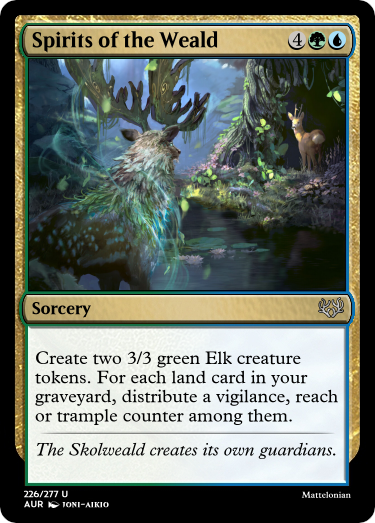 Spirits of the Weald 4
Sorcery
Create two 3/3 green Elk creature
tokens. For each land card in your
graveyard, distribute a vigilance, reach
or trample counter among them.
The Skolweald creates its own guardians.
226/277 U
Mattelonian
AUR JONI-AIKIO